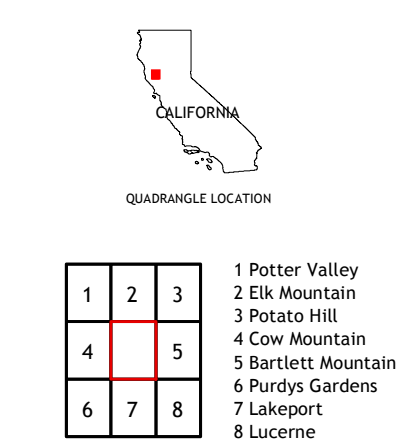 CALIFORNIA
QUADRANGLE LOCATION
1 2 3
4 5
6 7 8
1 Potter Valley
2 Elk Mountain
3 Potato Hill
4 Cow Mountain
5 Bartlett Mountain
6 Purdys Gardens
7 Lakeport
8 Lucerne